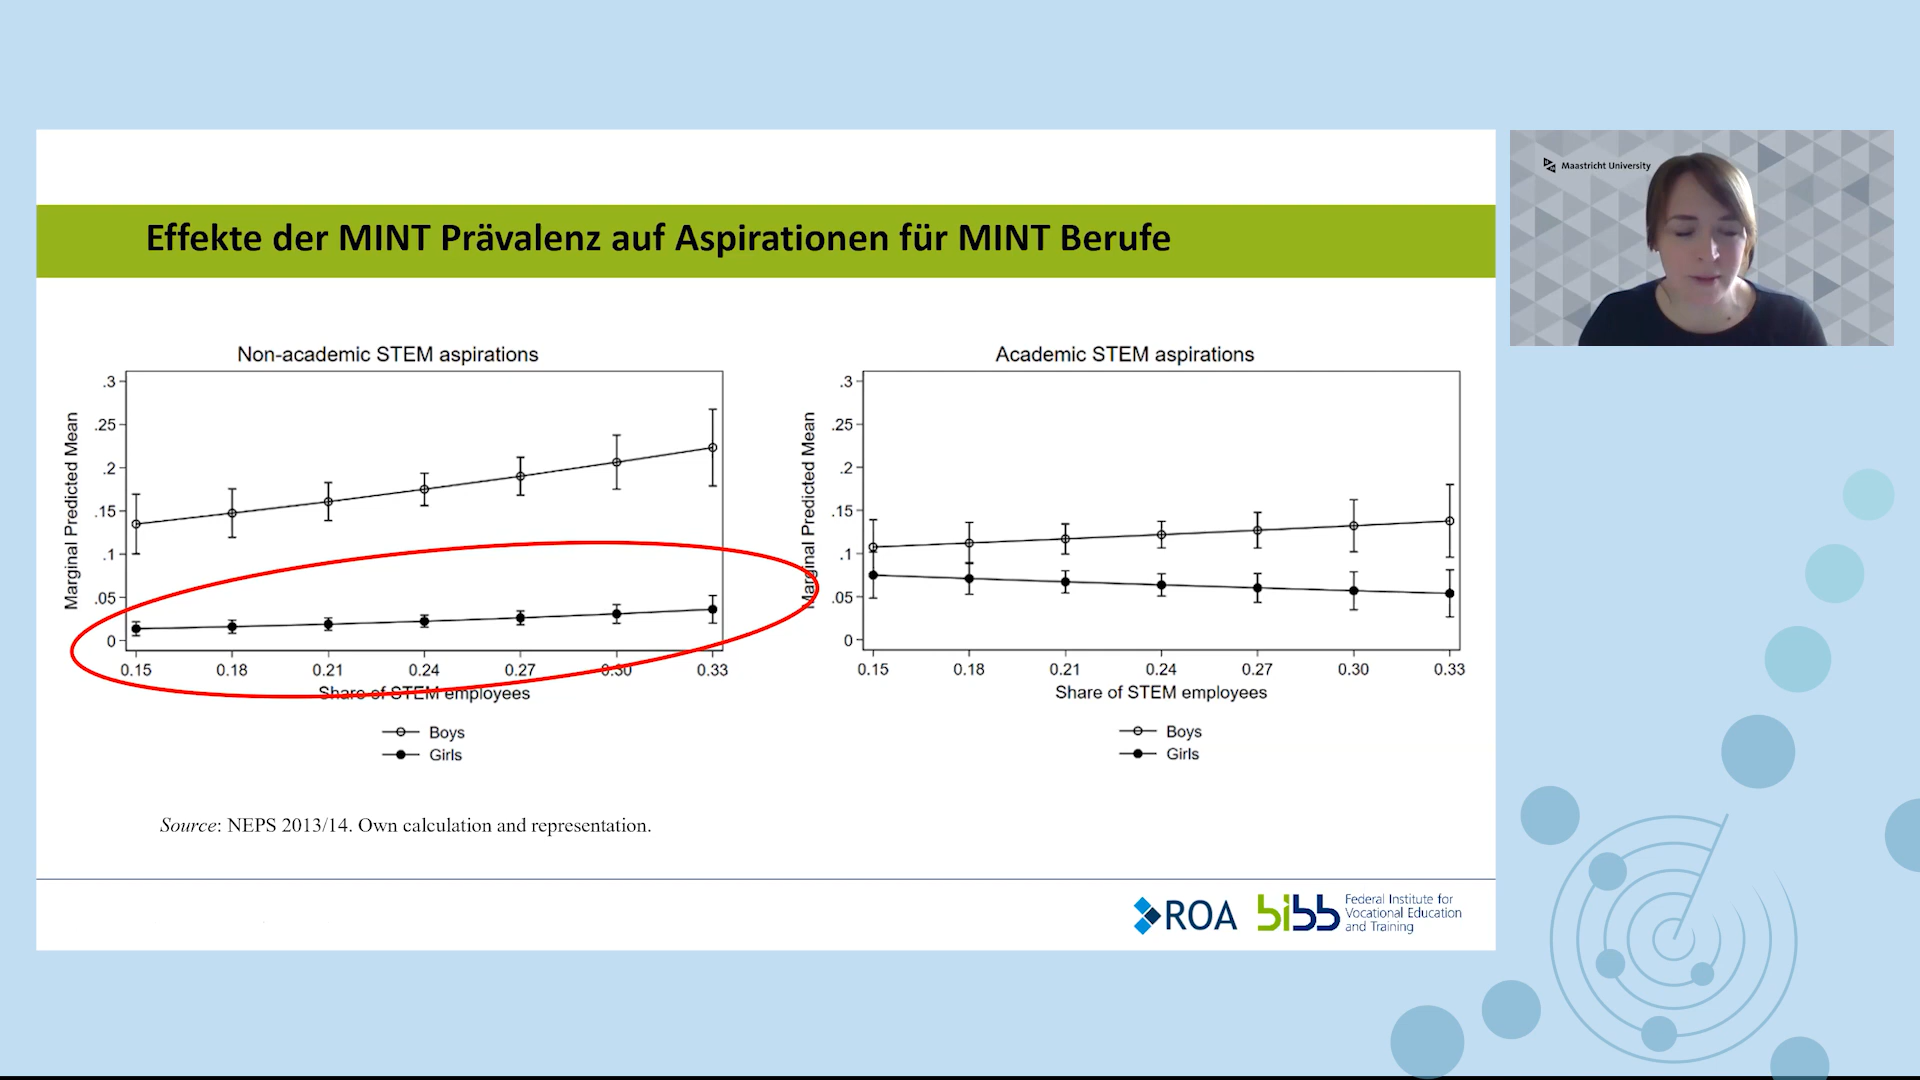 Maastricht University
Effekte der MINT Prävalenz auf Aspirationen für MINT Berufe
Non-academic STEM aspirations
Marginal Predicted Mean
.3
.25
.2
.15
.1
.05
0
0.15 0.18 0.21 0.24 0.27 0.30 0.33
Share of STEM employees
Boys
Girls
Academic STEM aspirations
Marginal Predicted Mean
.3
.25
.2
.15
.1
.05
0
0.15 0.18 0.21 0.24 0.27 0.30 0.33
Share of STEM employees
Boys
Girls
Source: NEPS 2013/14. Own calculation and representation.
ROA
bibb
Federal Institute for
Vocational Education
and Training